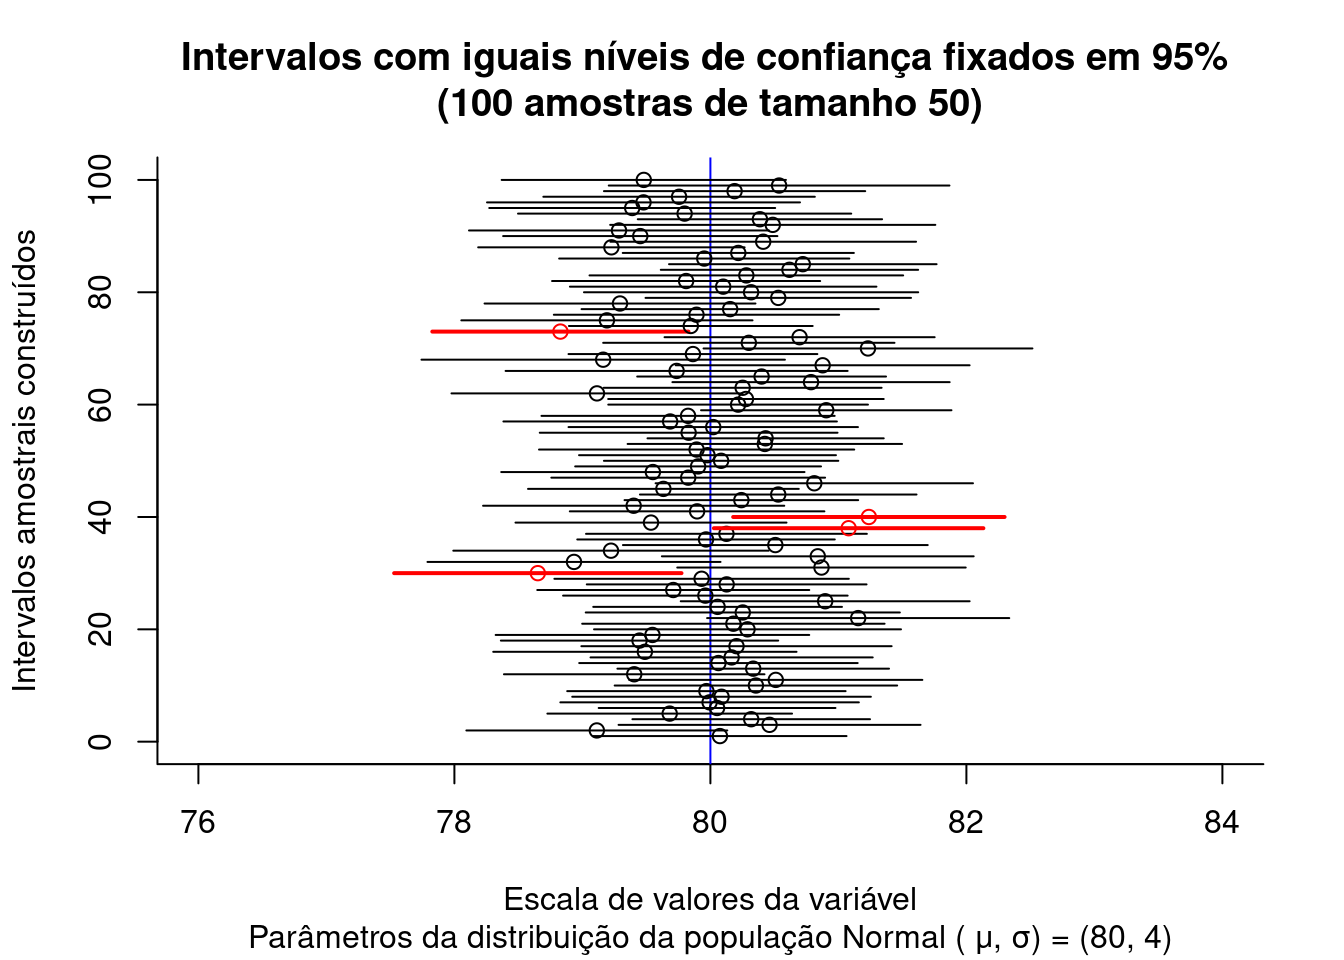 Intervalos com iguais níveis de confiança fixados em 95%
(100 amostras de tamanho 50)
Intervalos amostrais construídos
100
80
60
40
20
0
76 78 80 82 84
Escala de valores da variável
Parâmetros da distribuição da população Normal ( μ, σ) = (80, 4)